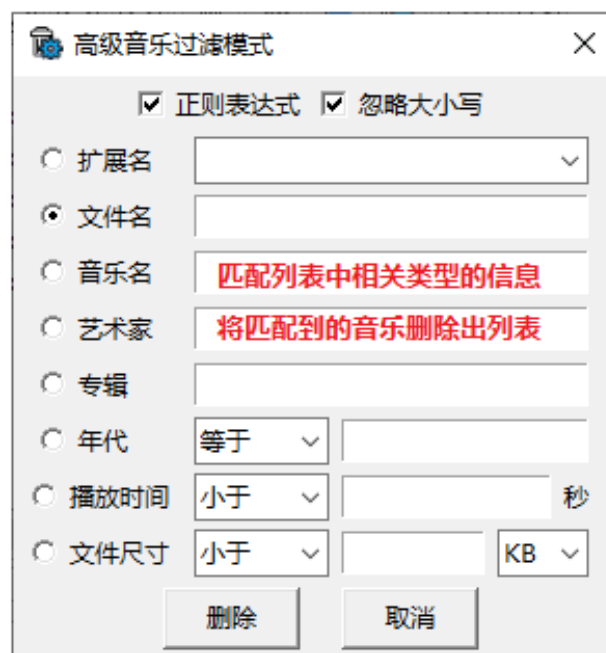 高级音乐过滤模式
正则表达式 忽略大小写
扩展名
文件名
音乐名 匹配列表中相关类型的信息
艺术家 将匹配到的音乐删除出列表
专辑
年代 等于
播放时间 小于 秒
文件尺寸 小于 KB
删除 取消